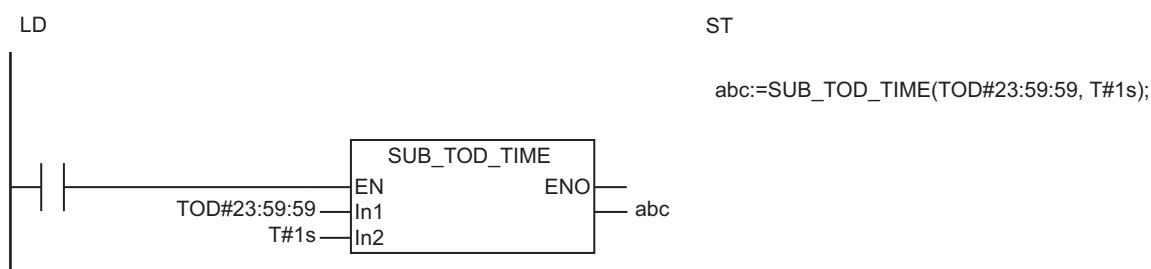 LD
ST
abc:=SUB_TOD_TIME(TOD#23:59:59, T#1s);
SUB_TOD_TIME
EN ENO
TOD#23:59:59 In1 abc
T#1s In2